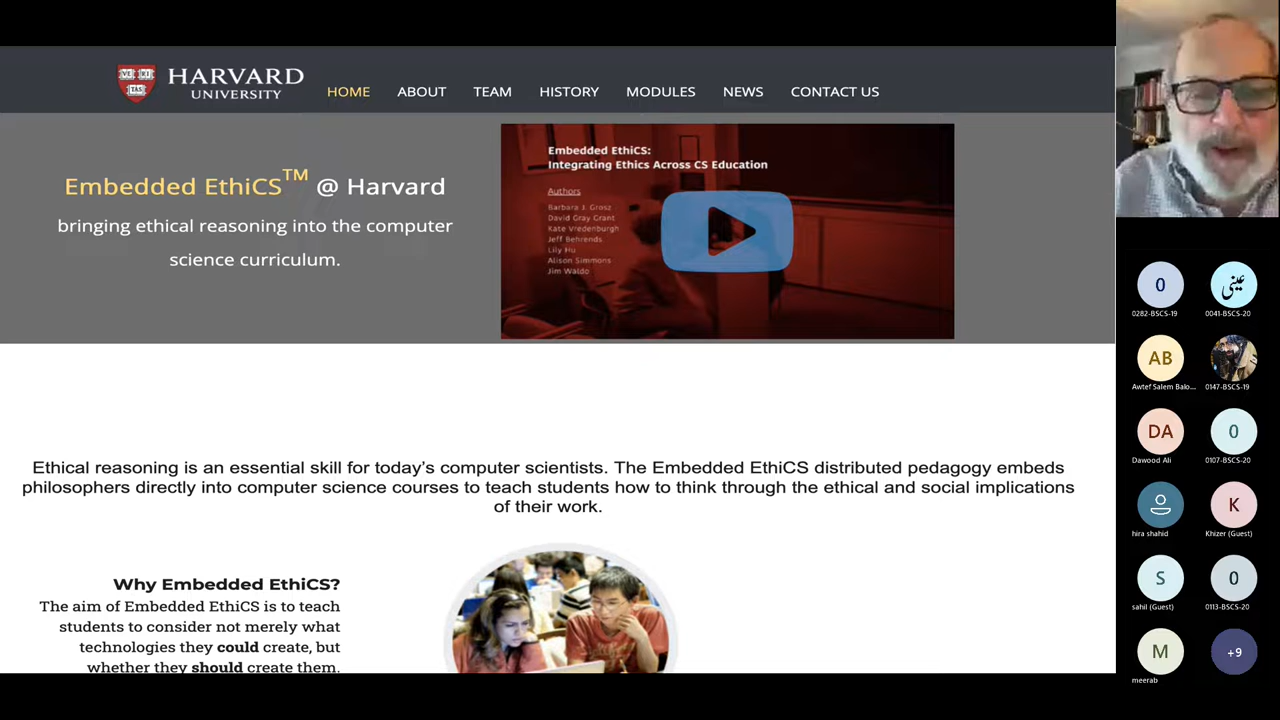 HARVARD
UNIVERSITY
HOME ABOUT TEAM HISTORY MODULES NEWS CONTACT US
Embedded EthiCS™ @ Harvard
bringing ethical reasoning into the computer
science curriculum.
Embedded EthiCS:
Integrating Ethics Across CS Education
Authors
Barbara J. Grosz
David Gray Grant
Kate Vredenburgh
Jeff Behrends
Lily Hu
Alison Simmons
Jim Waldo
Ethical reasoning is an essential skill for today's computer scientists. The Embedded EthiCS distributed pedagogy embeds
philosophers directly into computer science courses to teach students how to think through the ethical and social implications
of their work.
Why Embedded EthiCS?
The aim of Embedded EthiCS is to teach
students to consider not merely what
technologies they could create, but
whether they should create them.
0
0282-BSCS-19
عینی
0041-BSCS-20
AB
Awtef Salem Balo...
0147-BSCS-19
DA
Dawood Ali
0
0107-BSCS-20
hira shahid
K
Khizer (Guest)
S
sahil (Guest)
0
0113-BSCS-20
M
meerab
+9